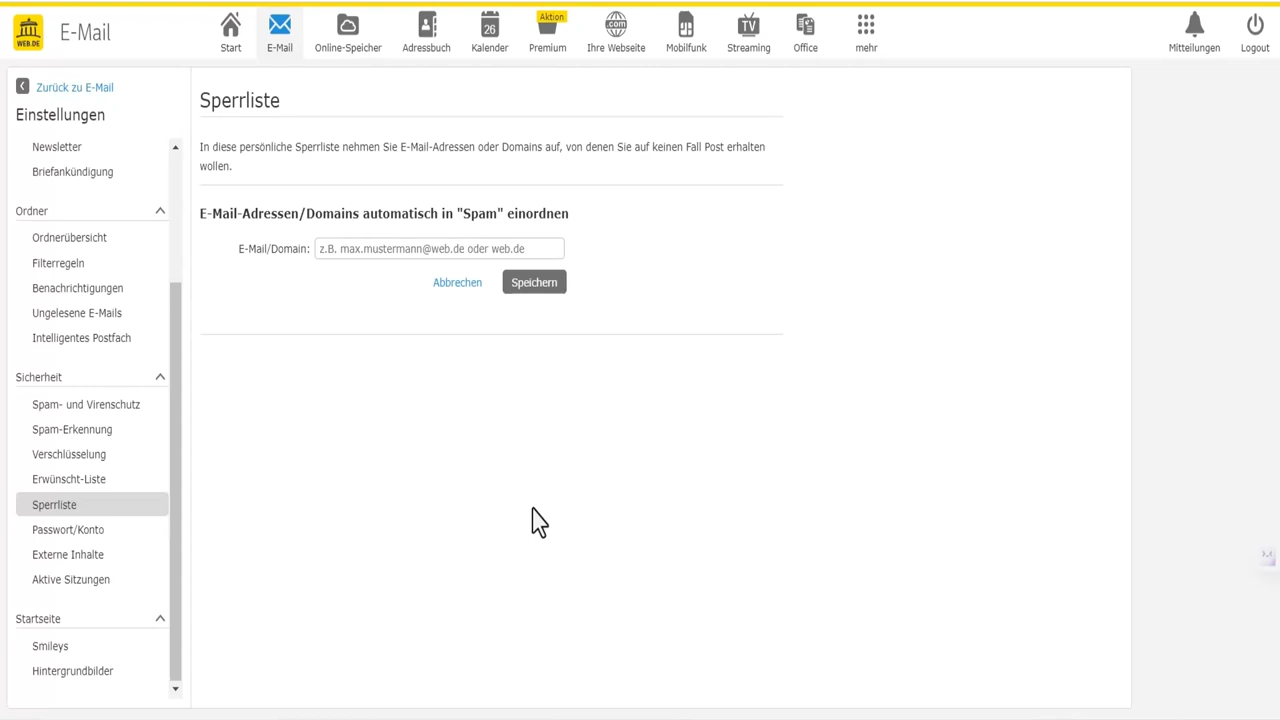 WEB.DE
E-Mail
Start
E-Mail
Online-Speicher
Adressbuch
26
Kalender
Aktion
Premium
.com
Ihre Webseite
Mobilfunk
TV
Streaming
Office
mehr
Mitteilungen
Logout
Zurück zu E-Mail
Einstellungen
Newsletter
Briefankündigung
Ordner
Ordnerübersicht
Filterregeln
Benachrichtigungen
Ungelesene E-Mails
Intelligentes Postfach
Sicherheit
Spam- und Virenschutz
Spam-Erkennung
Verschlüsselung
Erwünscht-Liste
Sperrliste
Passwort/Konto
Externe Inhalte
Aktive Sitzungen
Startseite
Smileys
Hintergrundbilder
Sperrliste
In diese persönliche Sperrliste nehmen Sie E-Mail-Adressen oder Domains auf, von denen Sie auf keinen Fall Post erhalten
wollen.
E-Mail-Adressen/Domains automatisch in "Spam" einordnen
E-Mail/Domain: z.B. max.mustermann@web.de oder web.de
Abbrechen Speichern